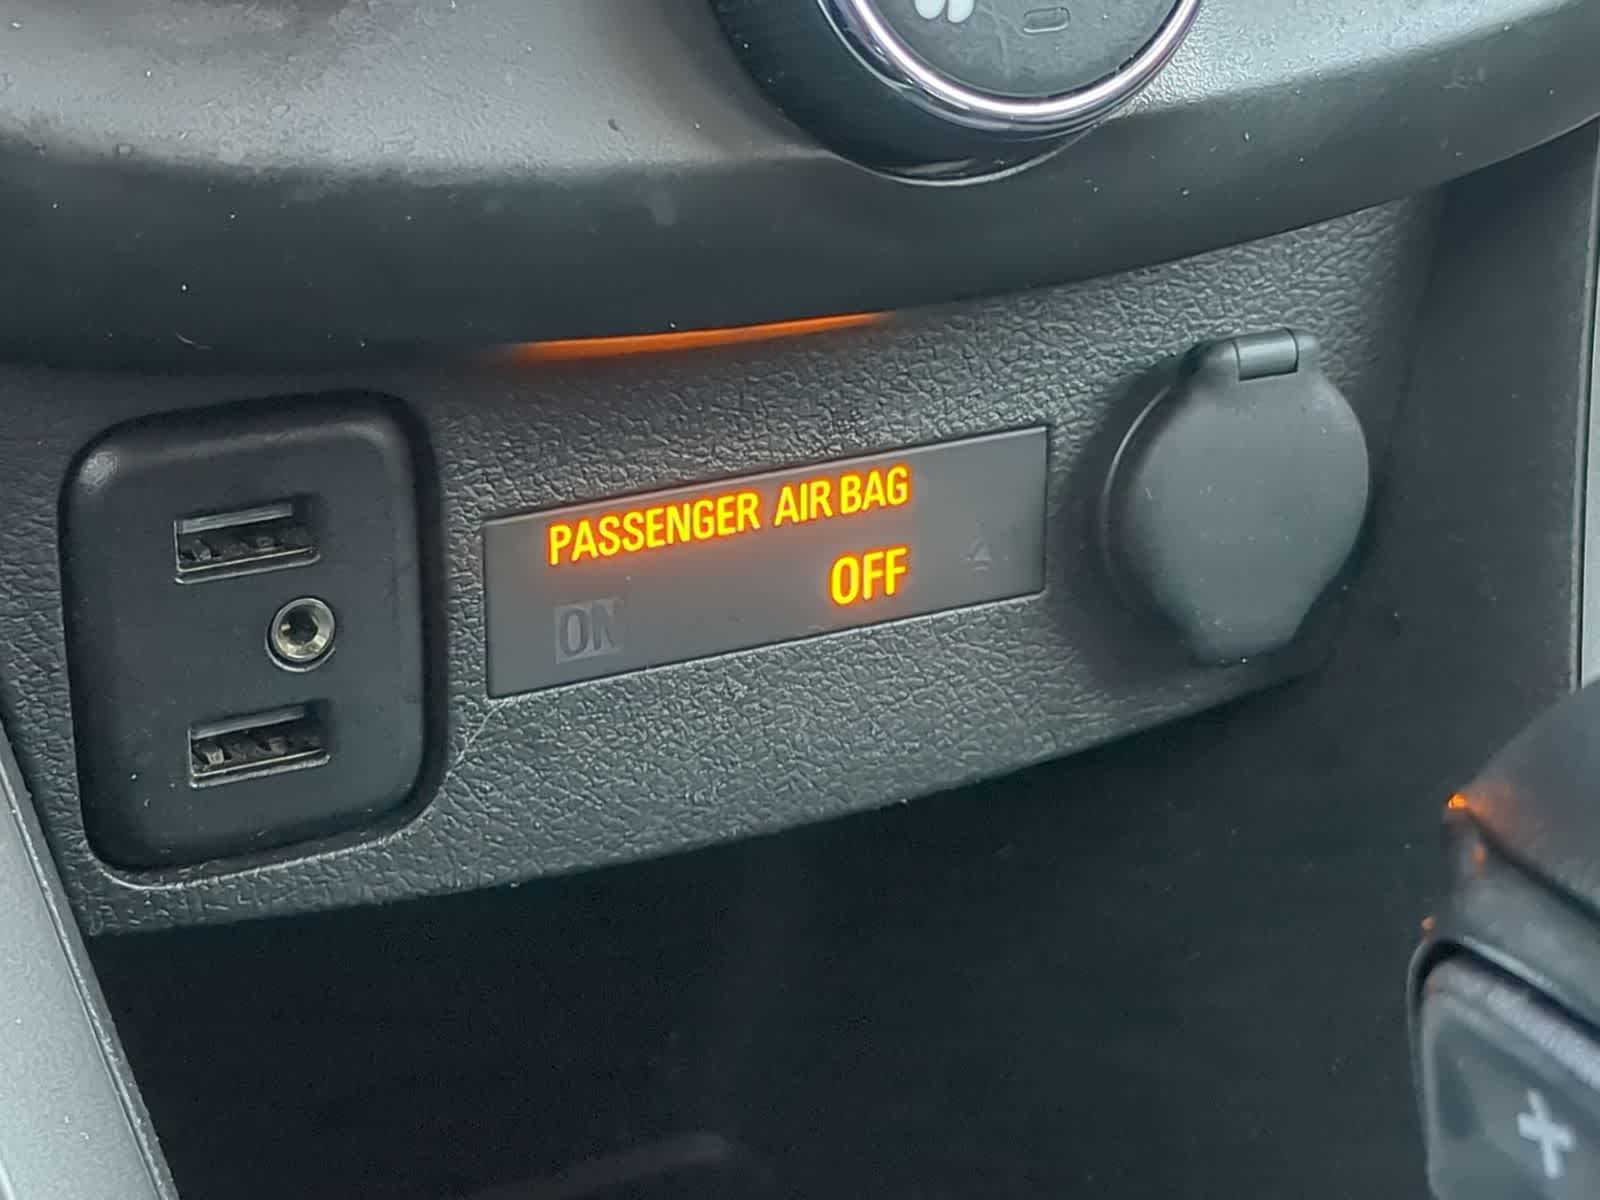 PASSENGER AIR BAG
ON OFF
+